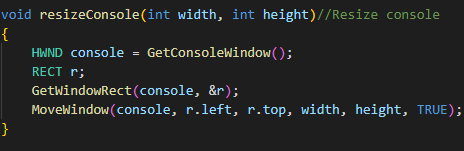 void resizeConsole(int width, int height)//Resize console
{
    HWND console = GetConsoleWindow();
    RECT r;
    GetWindowRect(console, &r);
    MoveWindow(console, r.left, r.top, width, height, TRUE);
}